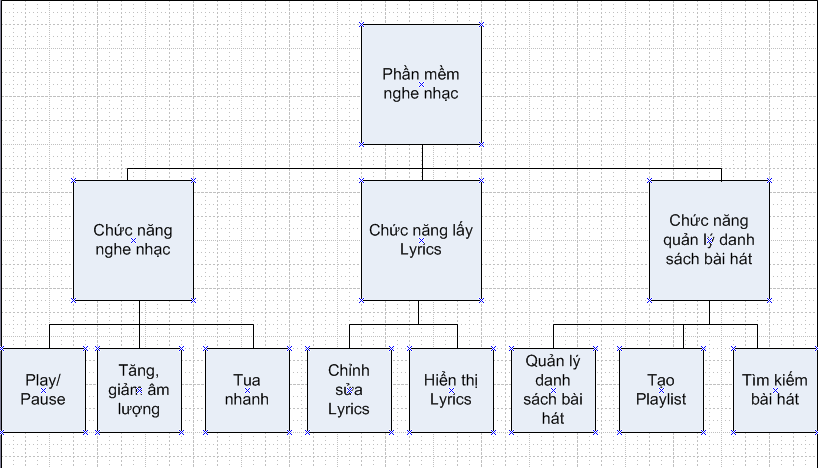 Phần mềm
nghe nhạc
Chức năng
nghe nhạc
Chức năng lấy
Lyrics
Chức năng
quản lý danh
sách bài hát
Play/
Pause
Tăng,
giảm âm
lượng
Tua
nhanh
Chỉnh
sửa
Lyrics
Hiển thị
Lyrics
Quản lý
danh
sách bài
hát
Tạo
Playlist
Tìm kiếm
bài hát